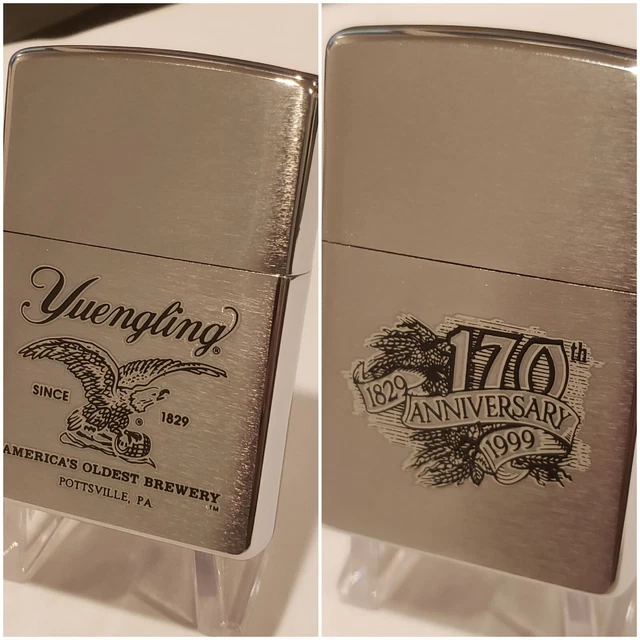 Yuengling®
SINCE 1829
®
AMERICA'S OLDEST BREWERY
POTTSVILLE, PA ™
170th
1829
ANNIVERSARY
1999